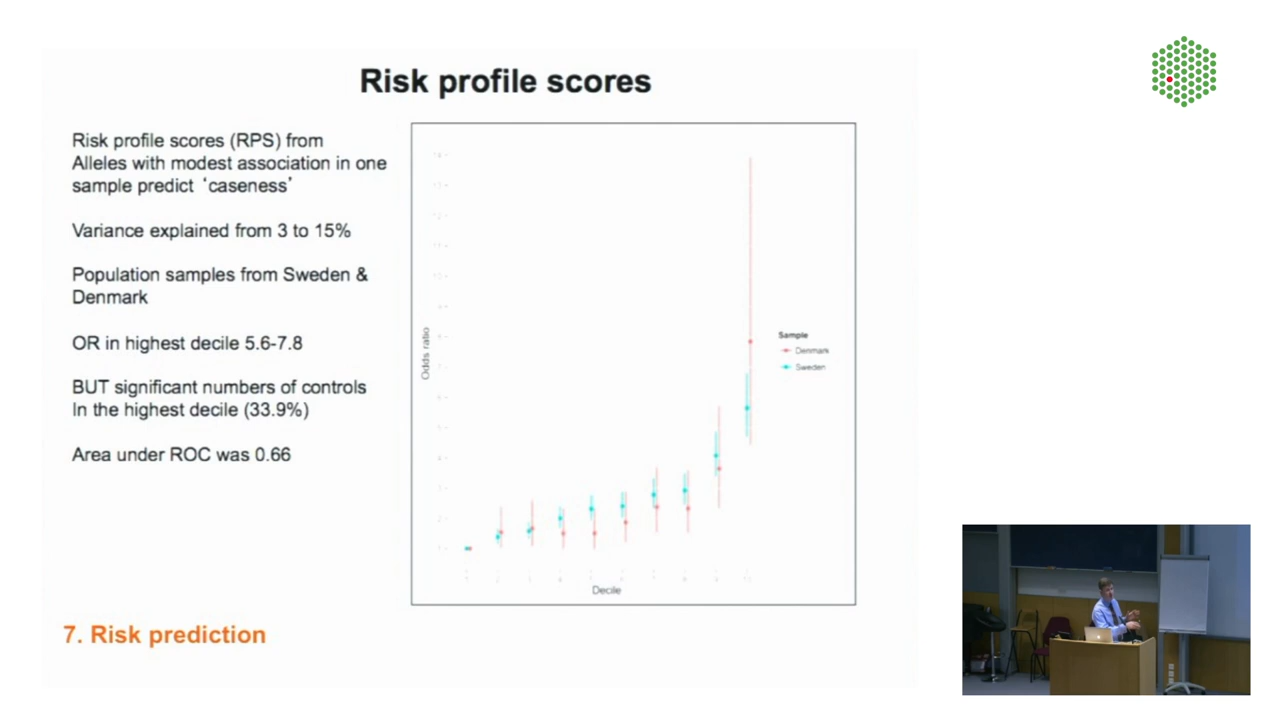 Risk profile scores
Risk profile scores (RPS) from
Alleles with modest association in one
sample predict ‘caseness’
Variance explained from 3 to 15%
Population samples from Sweden &
Denmark
OR in highest decile 5.6-7.8
BUT significant numbers of controls
In the highest decile (33.9%)
Area under ROC was 0.66
7. Risk prediction
Odds ratio
Decile
Sample
Denmark
Sweden